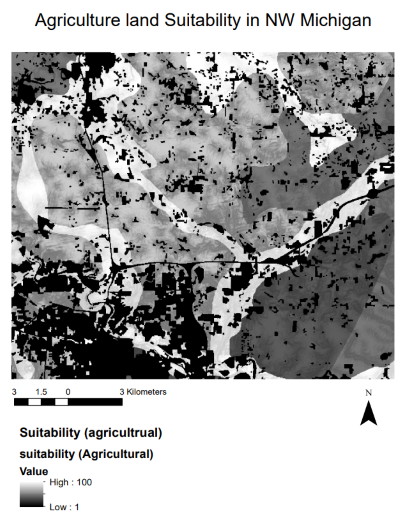 Agriculture land Suitability in NW Michigan
3 1.5 0 3 Kilometers
N
Suitability (agricultrual)
suitability (Agricultural)
Value
High : 100
Low : 1